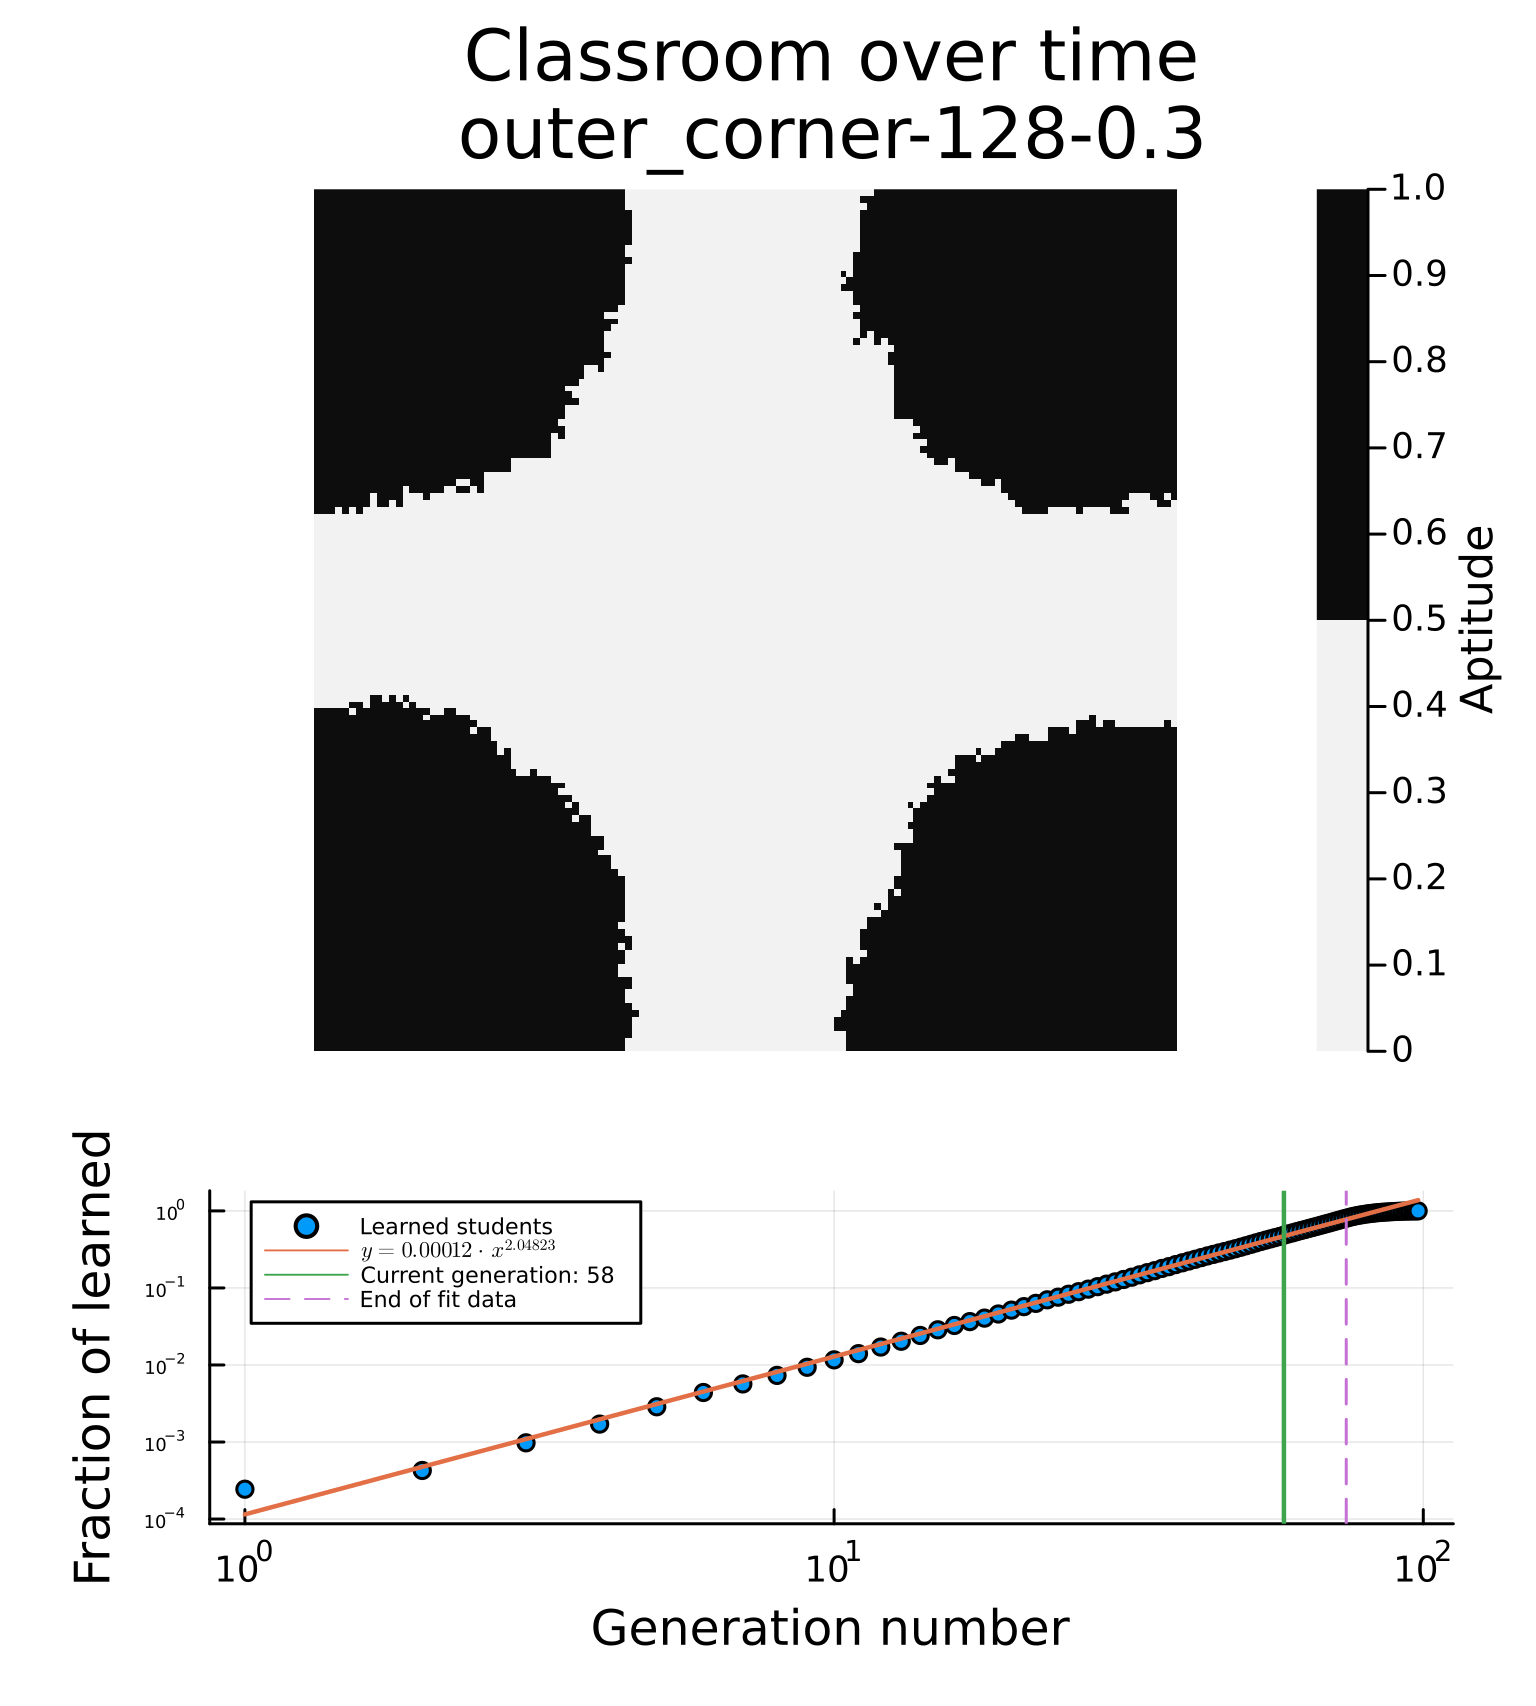 Classroom over time
outer_corner-128-0.3
1.0
0.9
0.8
0.7
0.6
0.5
0.4
0.3
0.2
0.1
0
Aptitude
Fraction of learned
10^0
10^-1
10^-2
10^-3
10^-4
Learned students
y = 0.00012 · x^2.04823
Current generation: 58
End of fit data
10^0
10^1
10^2
Generation number